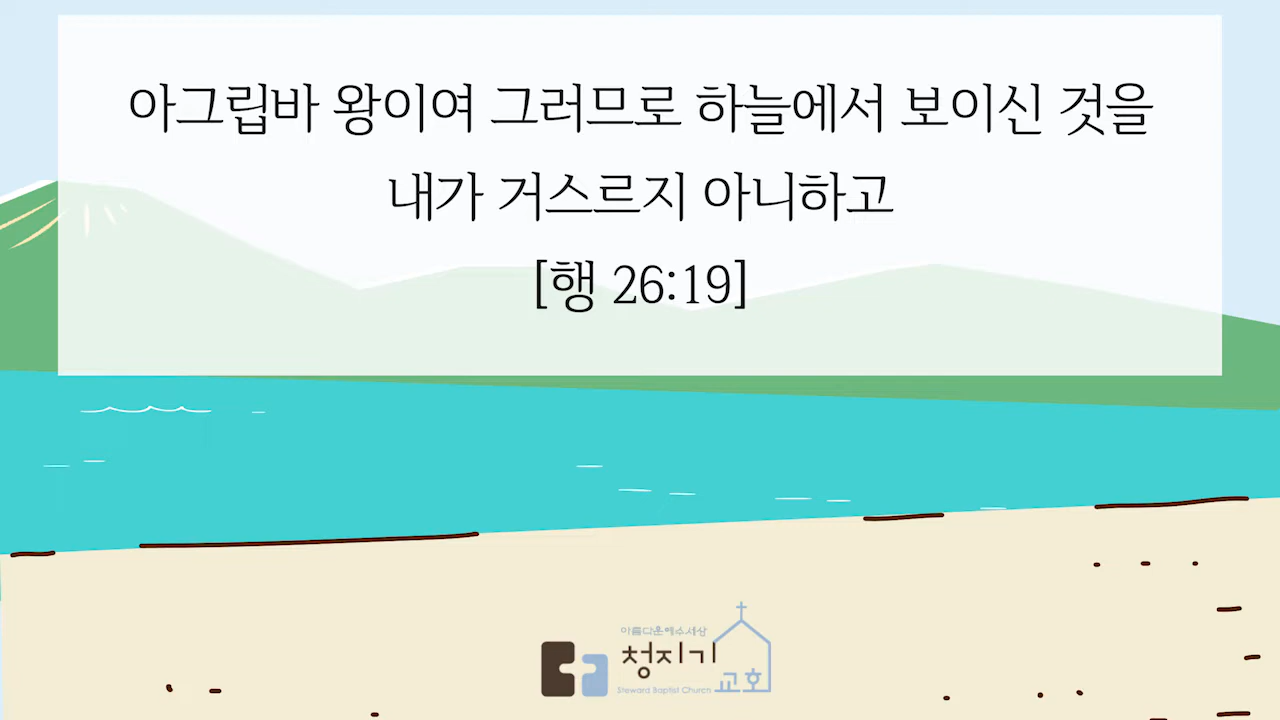 아그립바 왕이여 그러므로 하늘에서 보이신 것을
내가 거스르지 아니하고
[행 26:19]
아름다운예수세상
청지기
Steward Baptist Church
교회